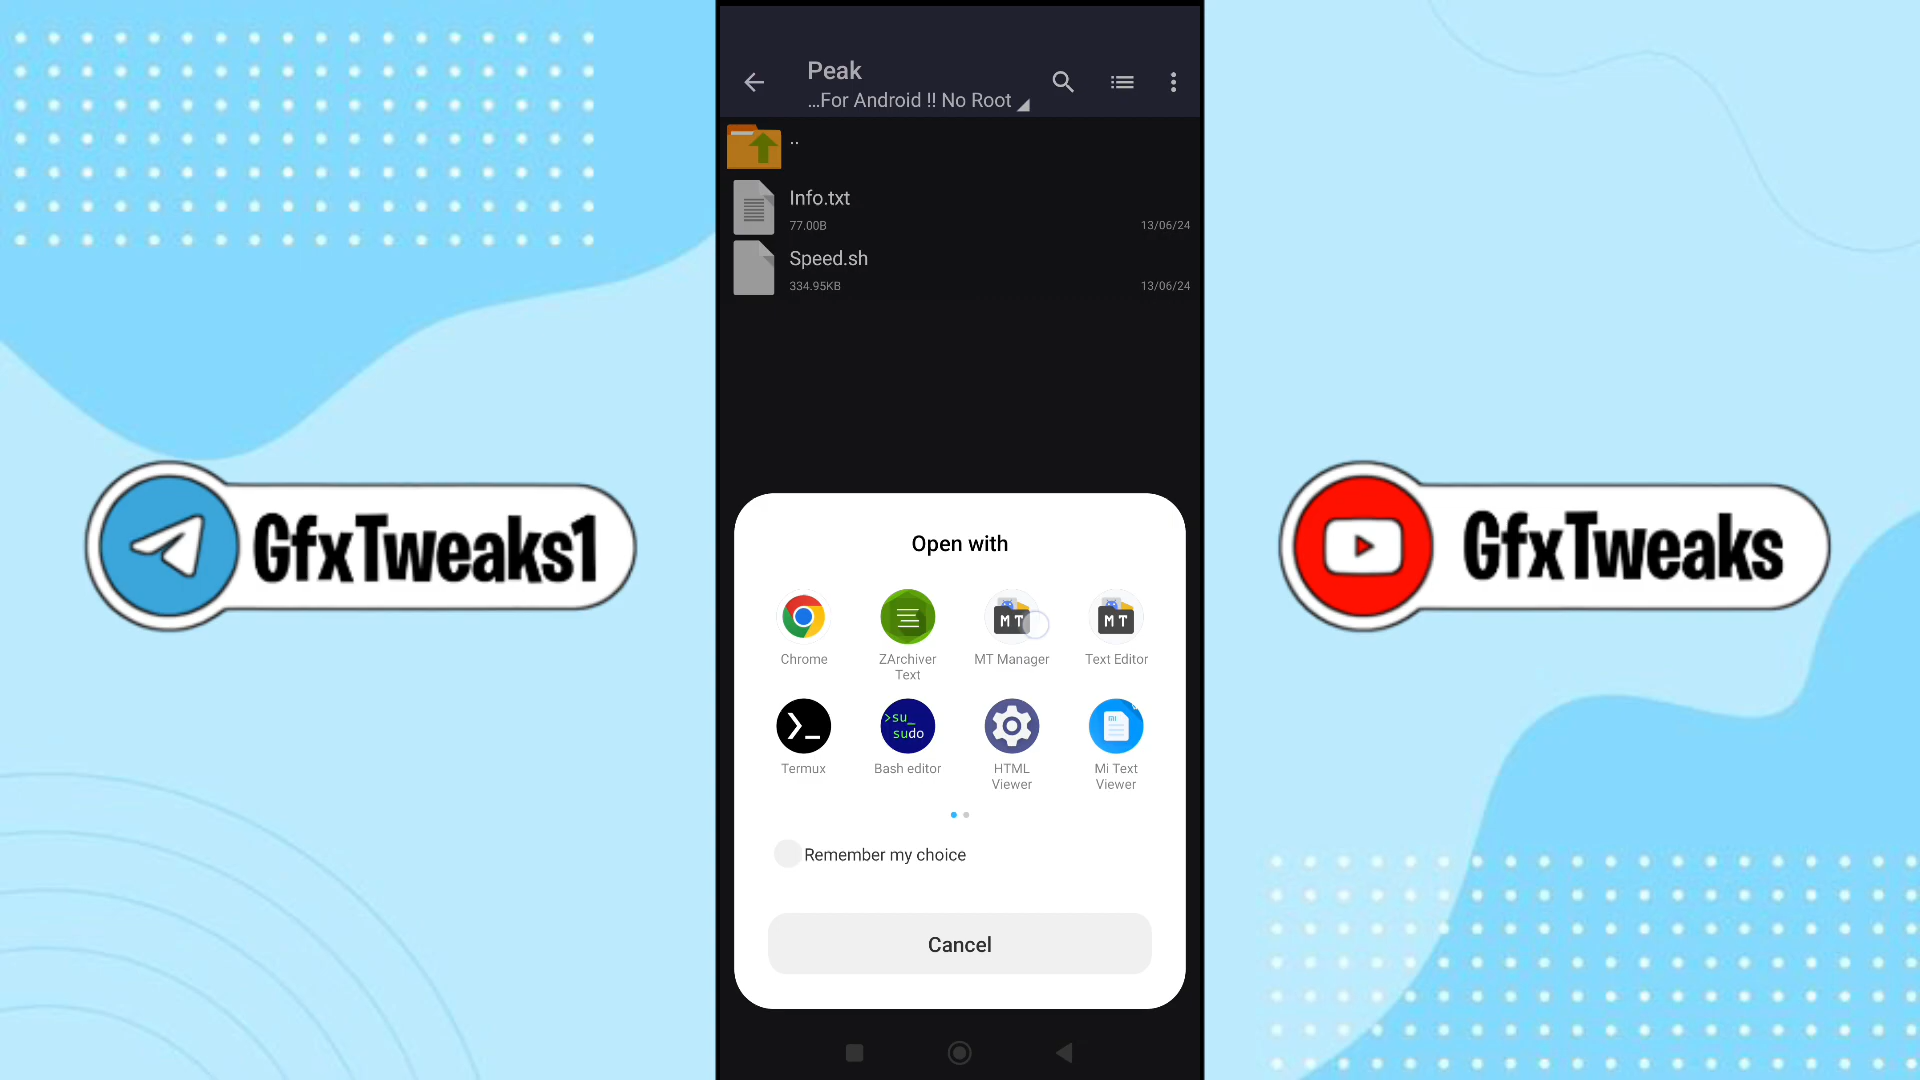 Peak
...For Android !! No Root
..
Info.txt
77.00B
13/06/24
Speed.sh
334.95KB
13/06/24
GfxTweaks1
GfxTweaks
Open with
M T
M T
Chrome
ZArchiver
Text
MT Manager
Text Editor
>su_
sudo
Termux
Bash editor
HTML
Viewer
Mi Text
Viewer
Remember my choice
Cancel